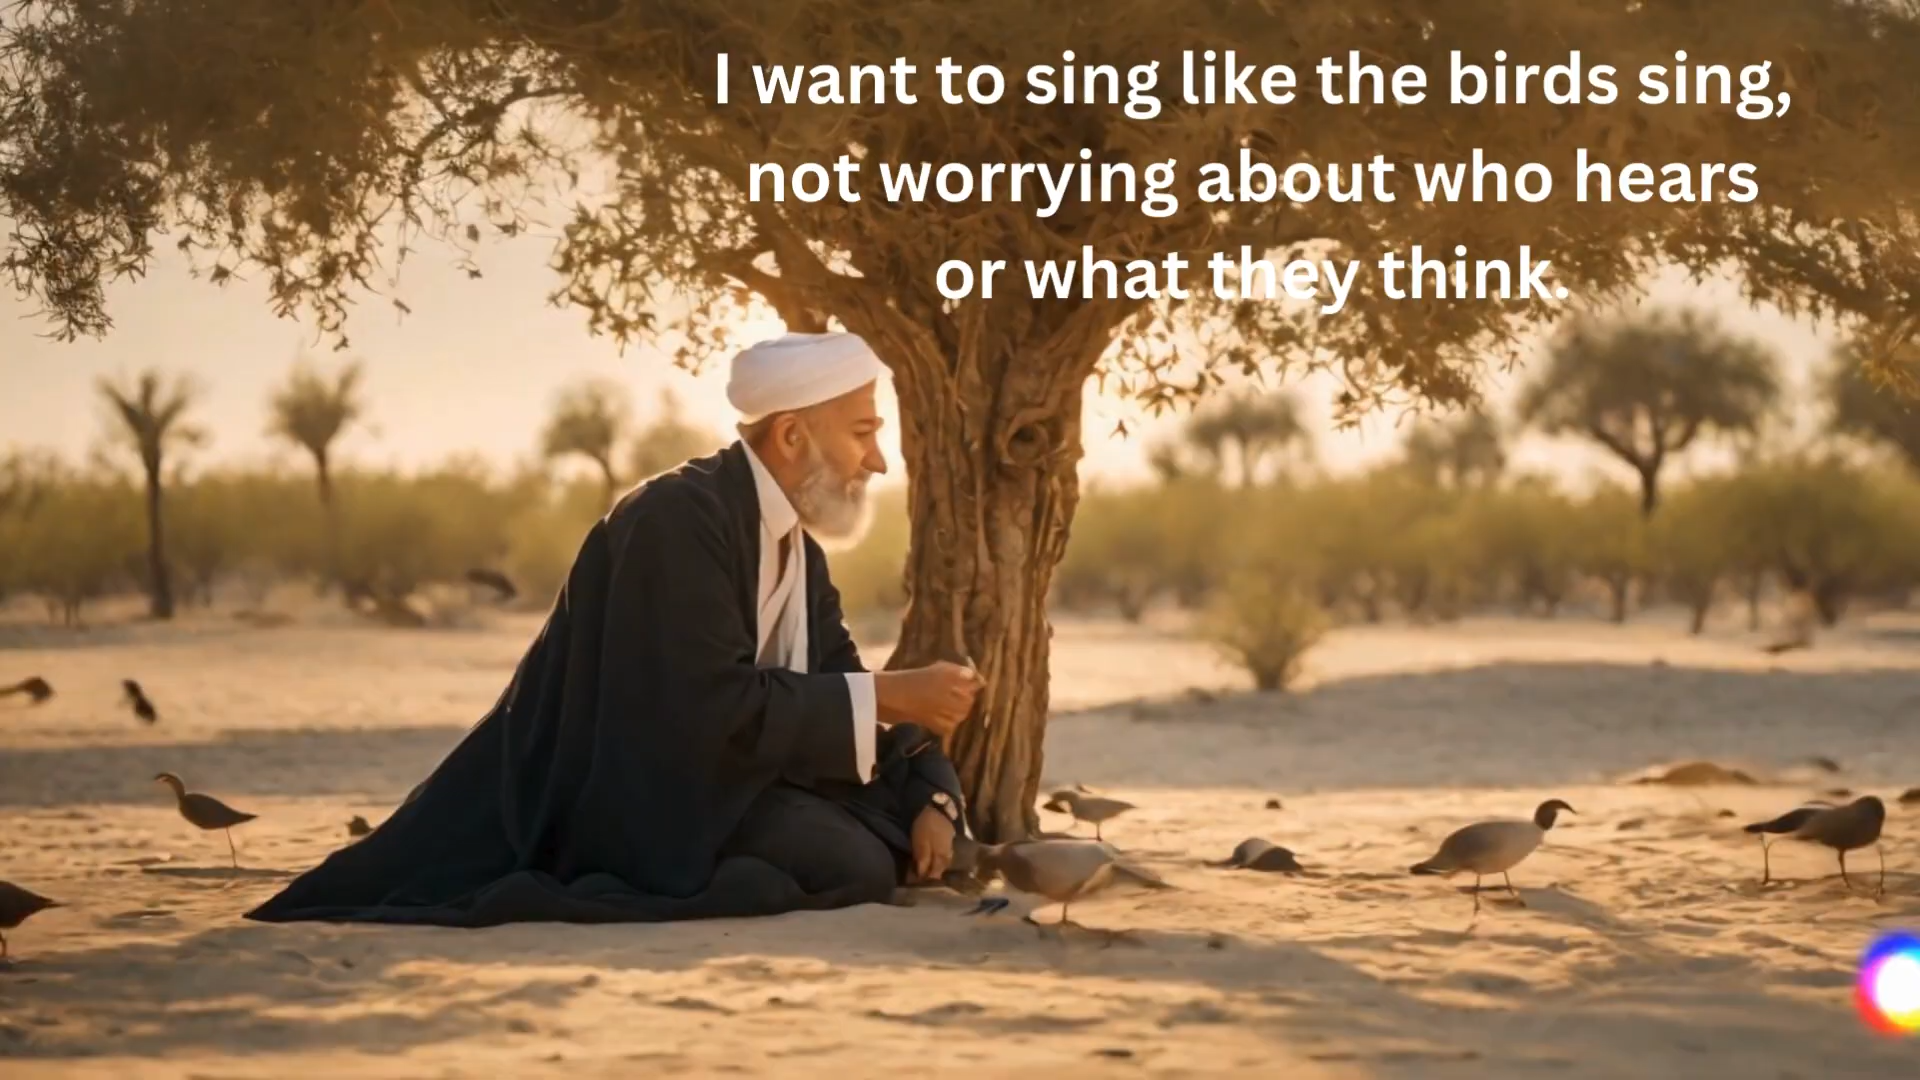 I want to sing like the birds sing,
not worrying about who hears
or what they think.